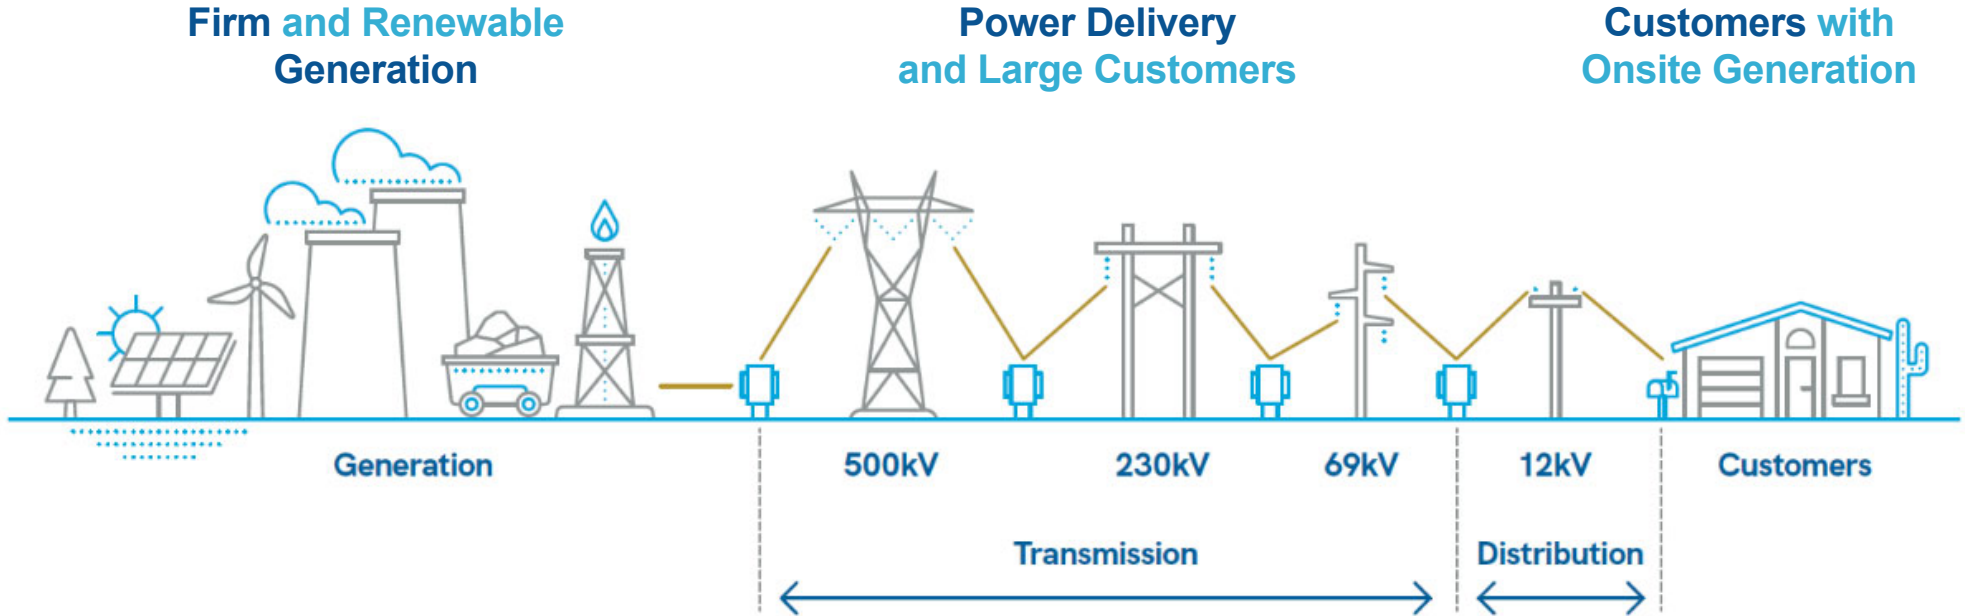 Firm and Renewable
Generation
Power Delivery
and Large Customers
Customers with
Onsite Generation
Generation
500kV
230kV
69kV
12kV
Customers
Transmission
Distribution